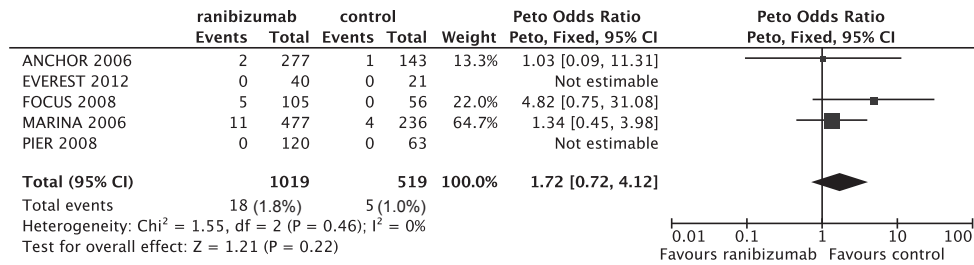 ranibizumab control Peto Odds Ratio Peto Odds Ratio
Events Total Events Total Weight Peto, Fixed, 95% CI Peto, Fixed, 95% CI
ANCHOR 2006 2 277 1 143 13.3% 1.03 [0.09, 11.31]
EVEREST 2012 0 40 0 21 Not estimable
FOCUS 2008 5 105 0 56 22.0% 4.82 [0.75, 31.08]
MARINA 2006 11 477 4 236 64.7% 1.34 [0.45, 3.98]
PIER 2008 0 120 0 63 Not estimable
Total (95% CI) 1019 519 100.0% 1.72 [0.72, 4.12]
Total events 18 (1.8%) 5 (1.0%)
Heterogeneity: Chi² = 1.55, df = 2 (P = 0.46); I² = 0%
Test for overall effect: Z = 1.21 (P = 0.22)
0.01 0.1 1 10 100
Favours ranibizumab Favours control